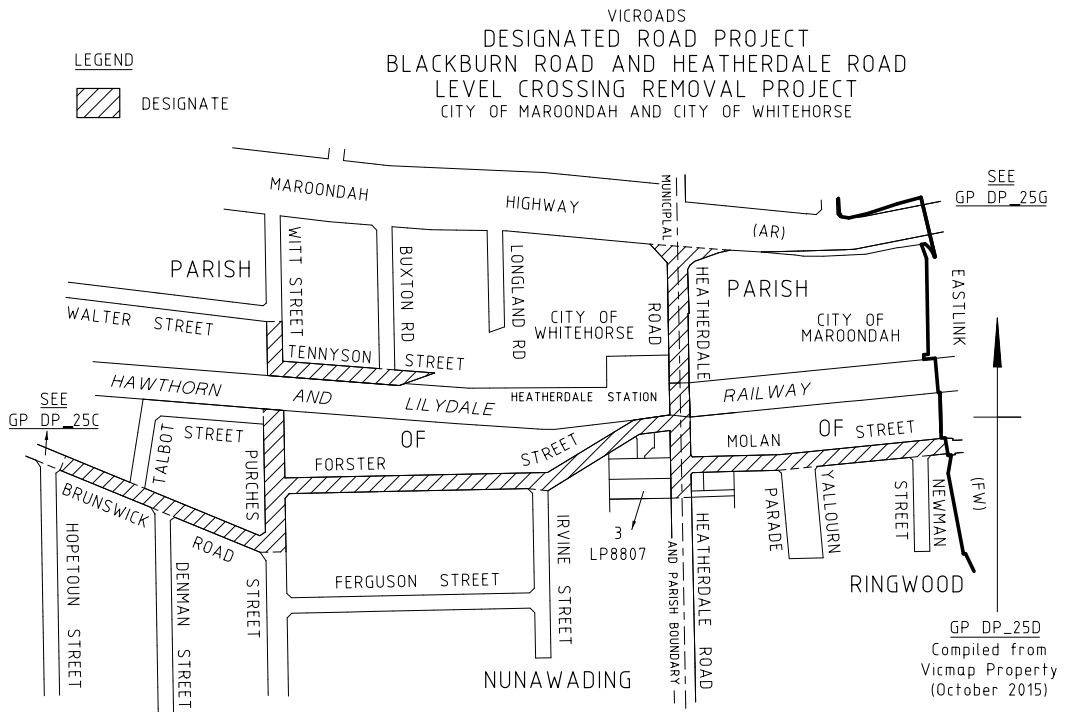 VICROADS
DESIGNATED ROAD PROJECT
BLACKBURN ROAD AND HEATHERDALE ROAD
LEVEL CROSSING REMOVAL PROJECT
CITY OF MAROONDAH AND CITY OF WHITEHORSE
LEGEND
DESIGNATE
SEE
GP DP_25G
MAROONDAH HIGHWAY (AR)
MUNICIPLAL
PARISH
WITT STREET
BUXTON RD
LONGLAND RD
CITY OF
WHITEHORSE
ROAD
HEATHERDALE
PARISH
CITY OF
MAROONDAH
EASTLINK
WALTER STREET
TENNYSON STREET
HAWTHORN AND LILYDALE RAILWAY
HEATHERDALE STATION
SEE
GP DP_25C
TALBOT
STREET
PURCHES
OF
FORSTER STREET
MOLAN STREET
OF
BRUNSWICK ROAD
HOPETOUN STREET
DENMAN STREET
STREET
FERGUSON STREET
IRVINE STREET
3
LP8807
AND PARISH BOUNDARY
HEATHERDALE ROAD
PARADE
YALLOURN
STREET
NEWMAN
(FW)
RINGWOOD
NUNAWADING
GP DP_25D
Compiled from
Vicmap Property
(October 2015)